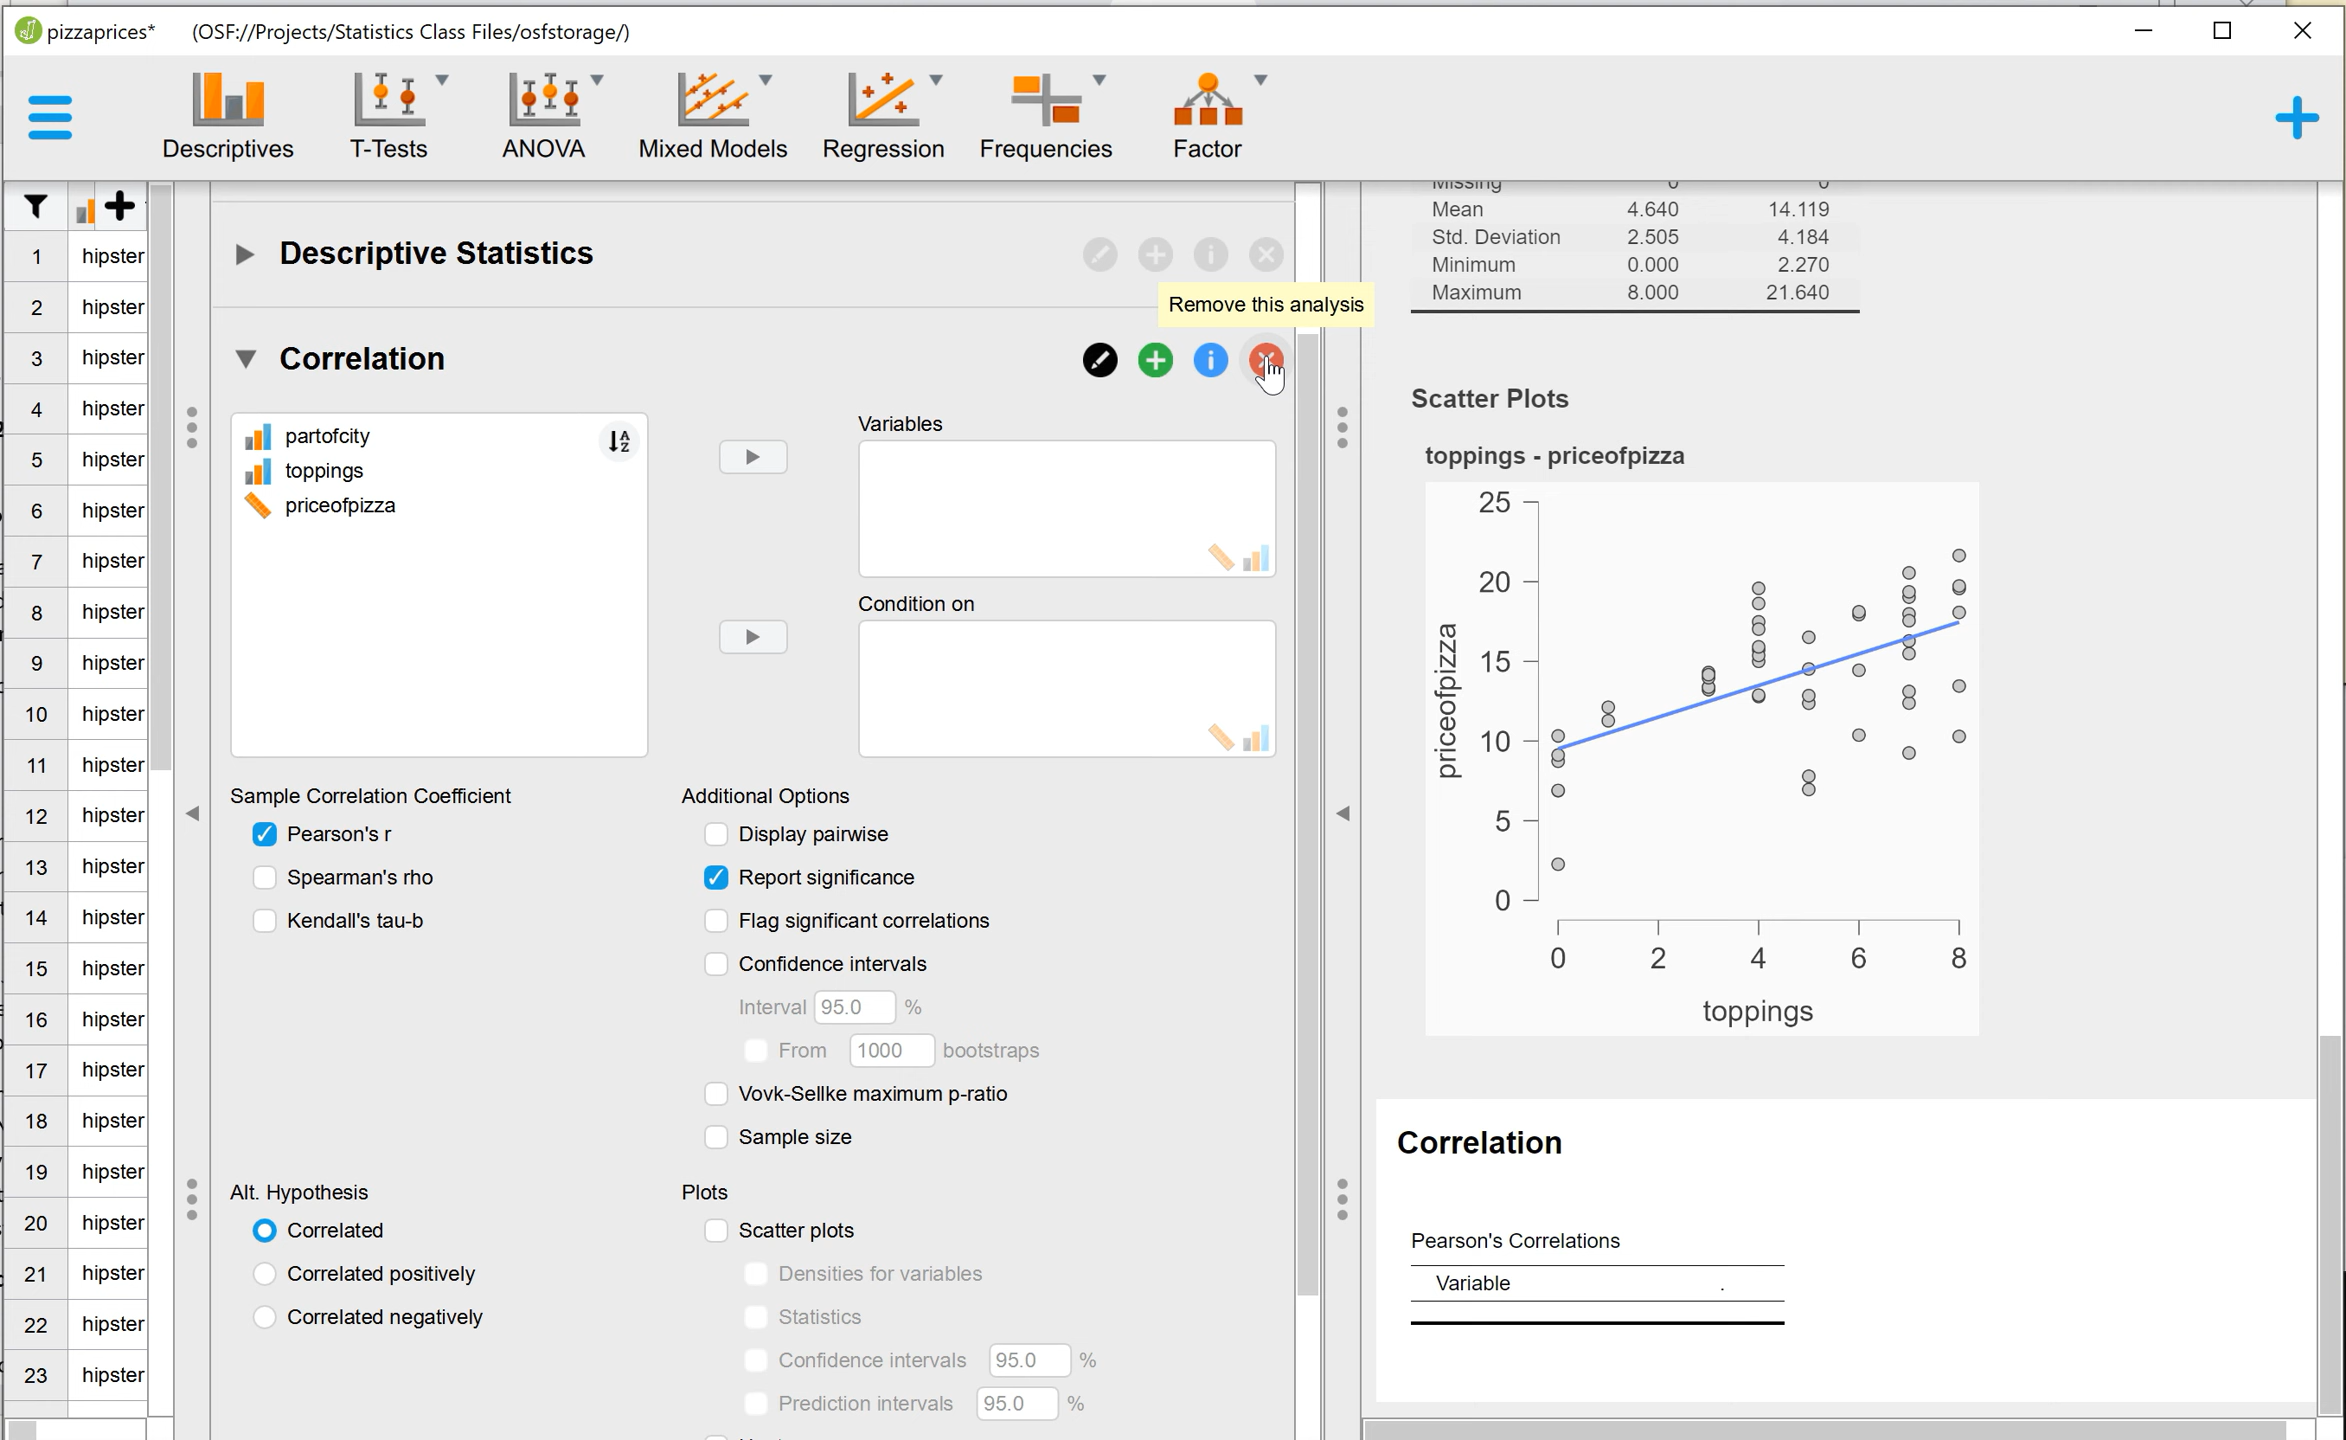 pizzaprices* (OSF://Projects/Statistics Class Files/osfstorage/)
Descriptives T-Tests ANOVA Mixed Models Regression Frequencies Factor
1 hipster
2 hipster
3 hipster
4 hipster
5 hipster
6 hipster
7 hipster
8 hipster
9 hipster
10 hipster
11 hipster
12 hipster
13 hipster
14 hipster
15 hipster
16 hipster
17 hipster
18 hipster
19 hipster
20 hipster
21 hipster
22 hipster
23 hipster
Descriptive Statistics
Remove this analysis
Correlation
partofcity
toppings
priceofpizza
Variables
Condition on
Sample Correlation Coefficient
Pearson's r
Spearman's rho
Kendall's tau-b
Additional Options
Display pairwise
Report significance
Flag significant correlations
Confidence intervals
Interval 95.0 %
From 1000 bootstraps
Vovk-Sellke maximum p-ratio
Sample size
Alt. Hypothesis
Correlated
Correlated positively
Correlated negatively
Plots
Scatter plots
Densities for variables
Statistics
Confidence intervals 95.0 %
Prediction intervals 95.0 %
Missing 0 0
Mean 4.640 14.119
Std. Deviation 2.505 4.184
Minimum 0.000 2.270
Maximum 8.000 21.640
Scatter Plots
toppings - priceofpizza
25
20
15
10
5
0
priceofpizza
0 2 4 6 8
toppings
Correlation
Pearson's Correlations
Variable .